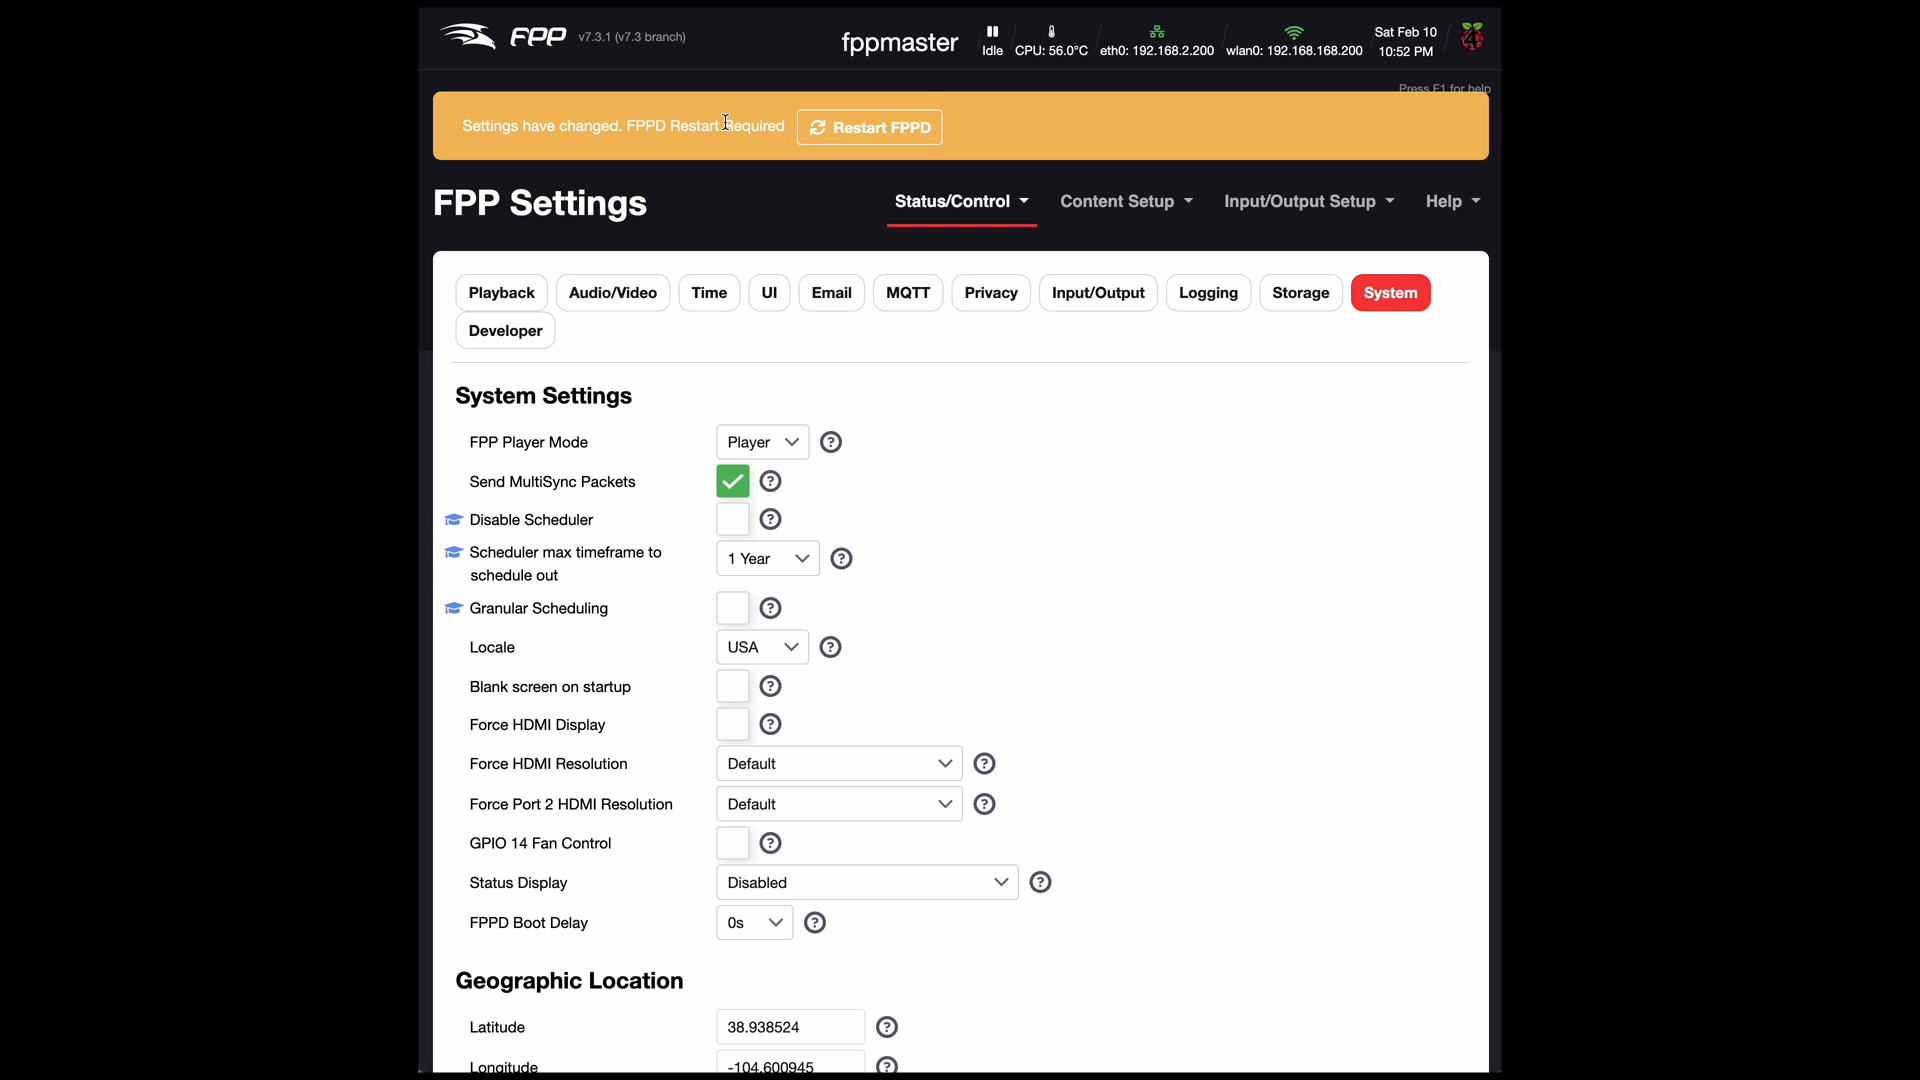 FPP v7.3.1 (v7.3 branch)
fppmaster
Idle
CPU: 56.0°C
eth0: 192.168.2.200
wlan0: 192.168.168.200
Sat Feb 10
10:52 PM
4
Press F1 for help
Settings have changed. FPPD Restart Required
Restart FPPD
FPP Settings
Status/Control
Content Setup
Input/Output Setup
Help
Playback
Audio/Video
Time
UI
Email
MQTT
Privacy
Input/Output
Logging
Storage
System
Developer
System Settings
FPP Player Mode
Player
Send MultiSync Packets
Disable Scheduler
Scheduler max timeframe to
schedule out
1 Year
Granular Scheduling
Locale
USA
Blank screen on startup
Force HDMI Display
Force HDMI Resolution
Default
Force Port 2 HDMI Resolution
Default
GPIO 14 Fan Control
Status Display
Disabled
FPPD Boot Delay
0s
Geographic Location
Latitude
38.938524
Longitude
-104.600945